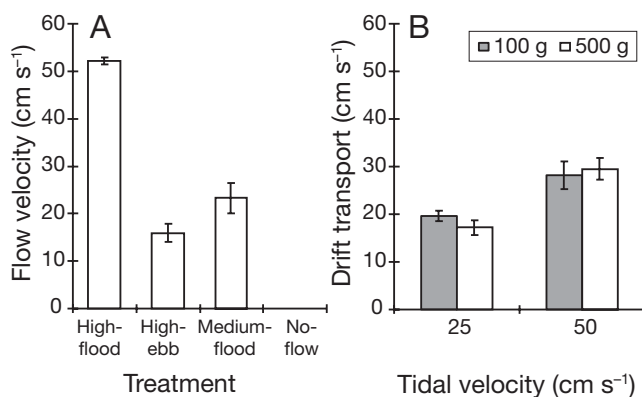 A
Flow velocity (cm s⁻¹)
60
50
40
30
20
10
0
High-
flood
High-
ebb
Medium-
flood
No-
flow
Treatment
B
100 g
500 g
Drift transport (cm s⁻¹)
60
50
40
30
20
10
0
25
50
Tidal velocity (cm s⁻¹)